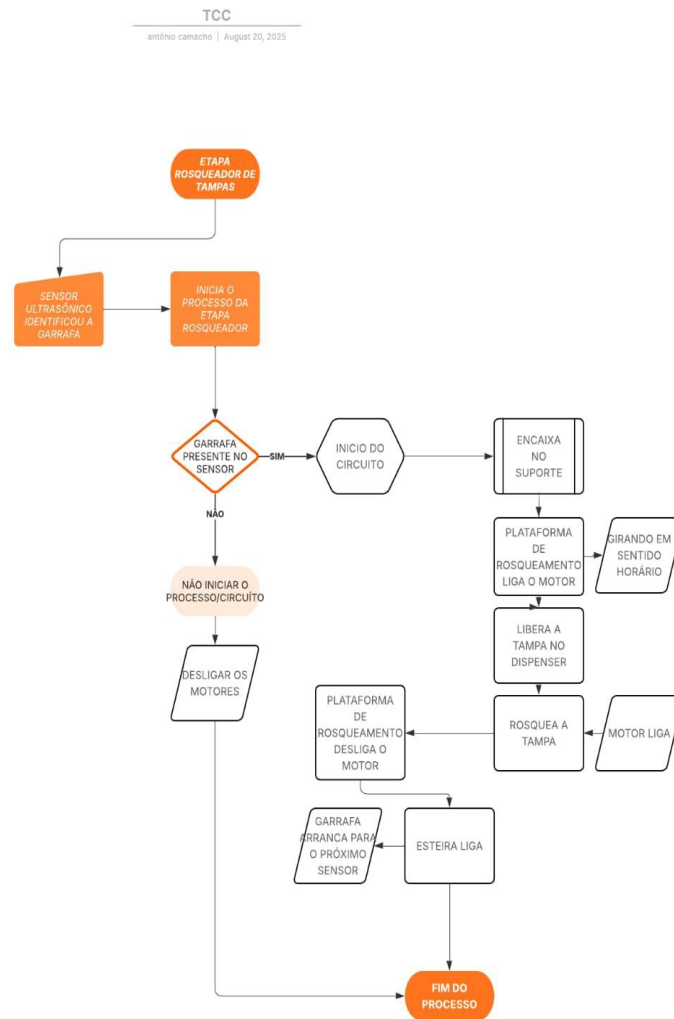 TCC
antônio camacho | August 20, 2025
ETAPA
ROSQUEADOR DE
TAMPAS
SENSOR
ULTRASÔNICO
IDENTIFICOU A
GARRAFA
INICIA O
PROCESSO DA
ETAPA
ROSQUEADOR
GARRAFA
PRESENTE NO
SENSOR
SIM
INICIO DO
CIRCUITO
ENCAIXA
NO
SUPORTE
NÃO
PLATAFORMA
DE
ROSQUEAMENTO
LIGA O MOTOR
GIRANDO EM
SENTIDO
HORÁRIO
NÃO INICIAR O
PROCESSO/CIRCUÍTO
LIBERA A
TAMPA NO
DISPENSER
DESLIGAR OS
MOTORES
PLATAFORMA
DE
ROSQUEAMENTO
DESLIGA O
MOTOR
ROSQUEA A
TAMPA
MOTOR LIGA
GARRAFA
ARRANCA PARA
O PRÓXIMO
SENSOR
ESTEIRA LIGA
FIM DO
PROCESSO